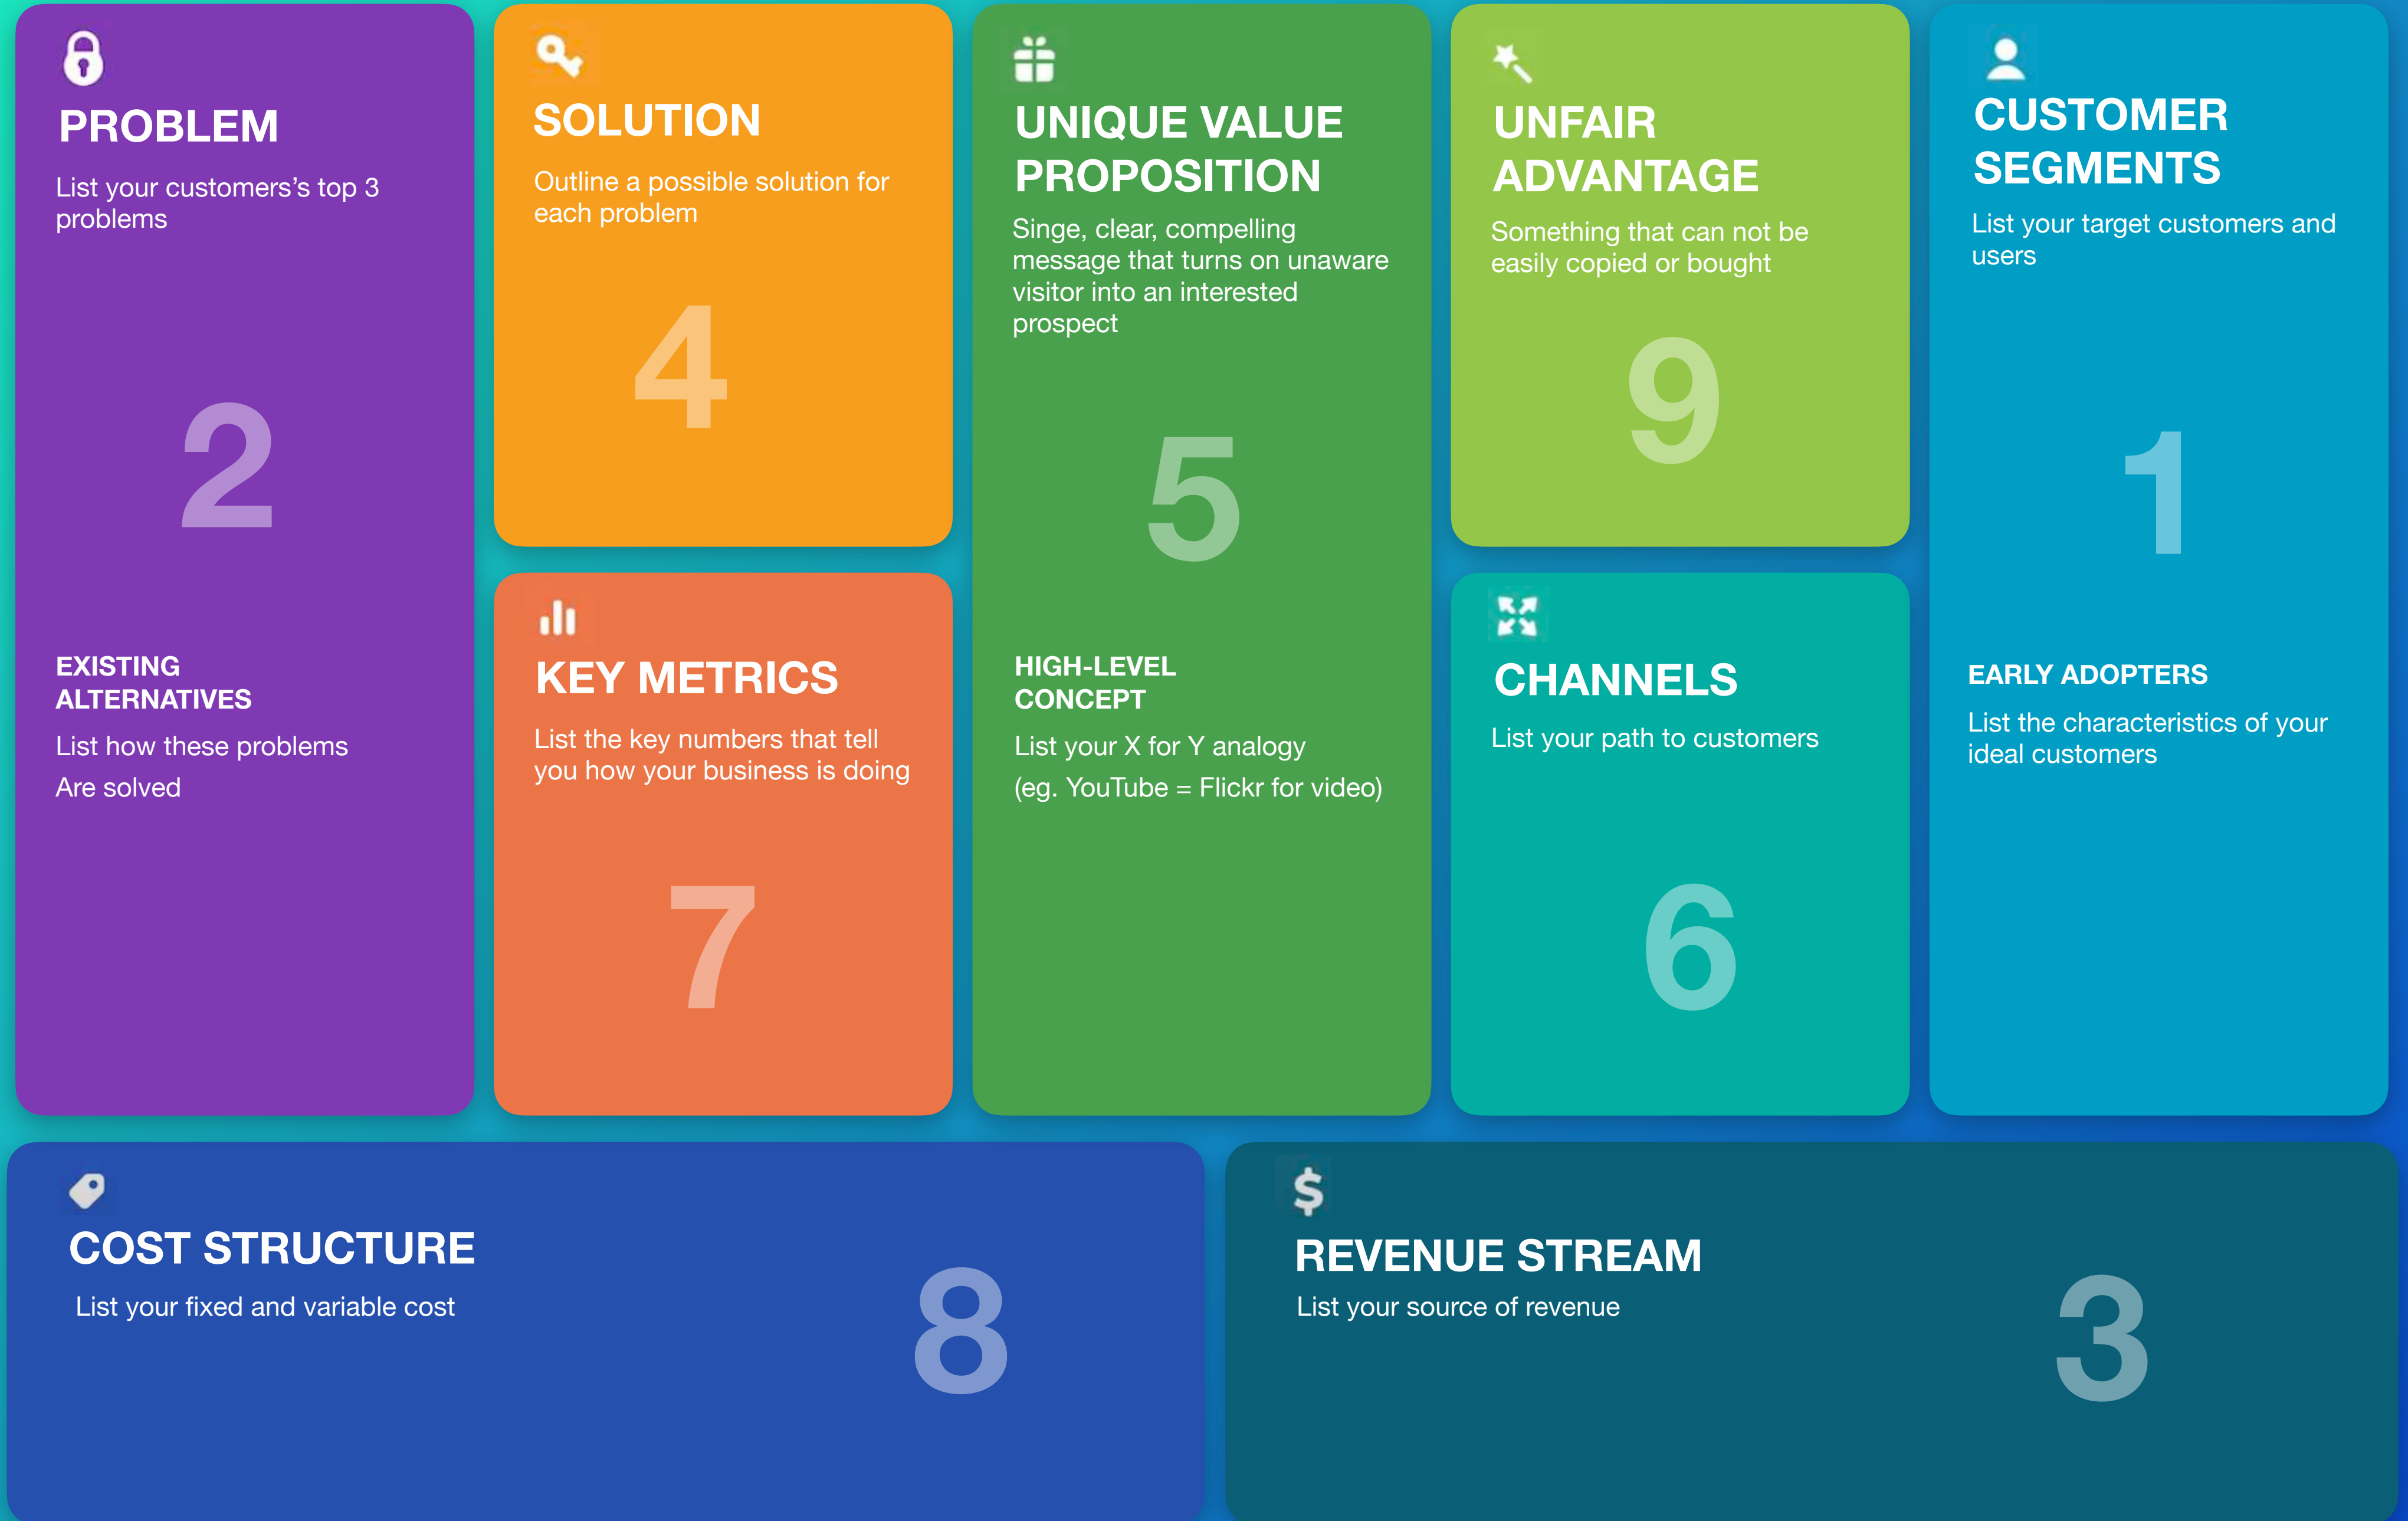 PROBLEM
List your customers’s top 3
problems
2
EXISTING
ALTERNATIVES
List how these problems
Are solved
SOLUTION
Outline a possible solution for
each problem
4
KEY METRICS
List the key numbers that tell
you how your business is doing
7
UNIQUE VALUE
PROPOSITION
Singe, clear, compelling
message that turns on unaware
visitor into an interested
prospect
5
HIGH-LEVEL
CONCEPT
List your X for Y analogy
(eg. YouTube = Flickr for video)
UNFAIR
ADVANTAGE
Something that can not be
easily copied or bought
9
CHANNELS
List your path to customers
6
CUSTOMER
SEGMENTS
List your target customers and
users
1
EARLY ADOPTERS
List the characteristics of your
ideal customers
COST STRUCTURE
List your fixed and variable cost
8
$
REVENUE STREAM
List your source of revenue
3